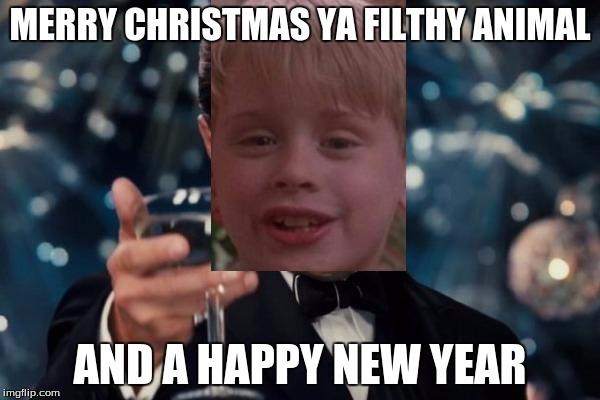 MERRY CHRISTMAS YA FILTHY ANIMAL
AND A HAPPY NEW YEAR
imgflip.com